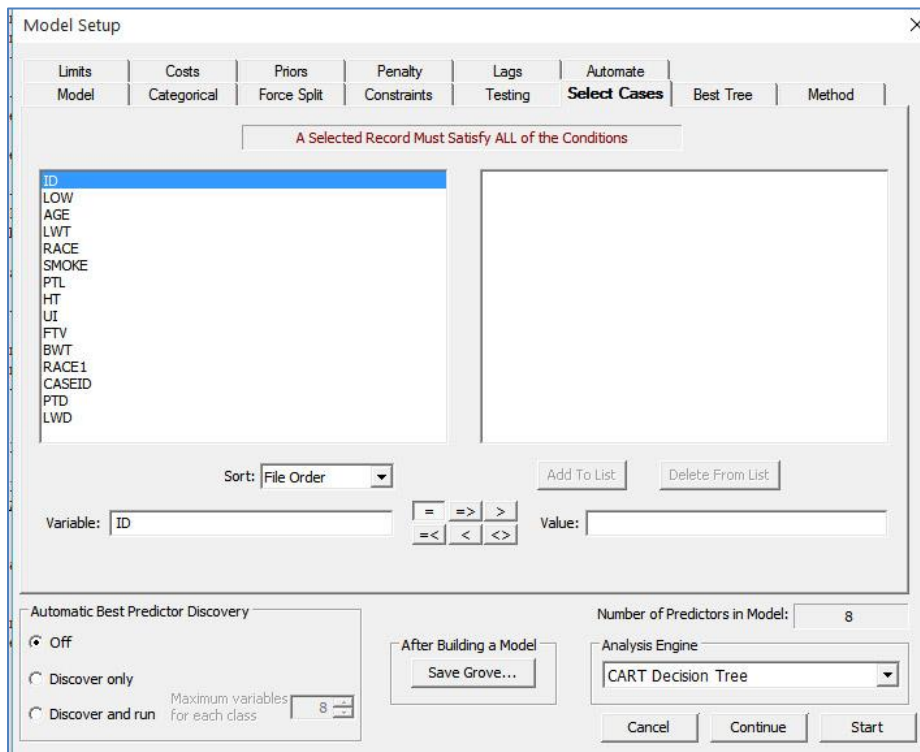 Model Setup
Limits Costs Priors Penalty Lags Automate
Model Categorical Force Split Constraints Testing Select Cases Best Tree Method
A Selected Record Must Satisfy ALL of the Conditions
ID
LOW
AGE
LWT
RACE
SMOKE
PTL
HT
UI
FTV
BWT
RACE1
CASEID
PTD
LWD
Sort: File Order
Add To List Delete From List
Variable: ID
= => >
=< < <>
Value:
Automatic Best Predictor Discovery
Off
Discover only
Discover and run
Maximum variables
for each class
8
After Building a Model
Save Grove...
Number of Predictors in Model: 8
Analysis Engine
CART Decision Tree
Cancel Continue Start